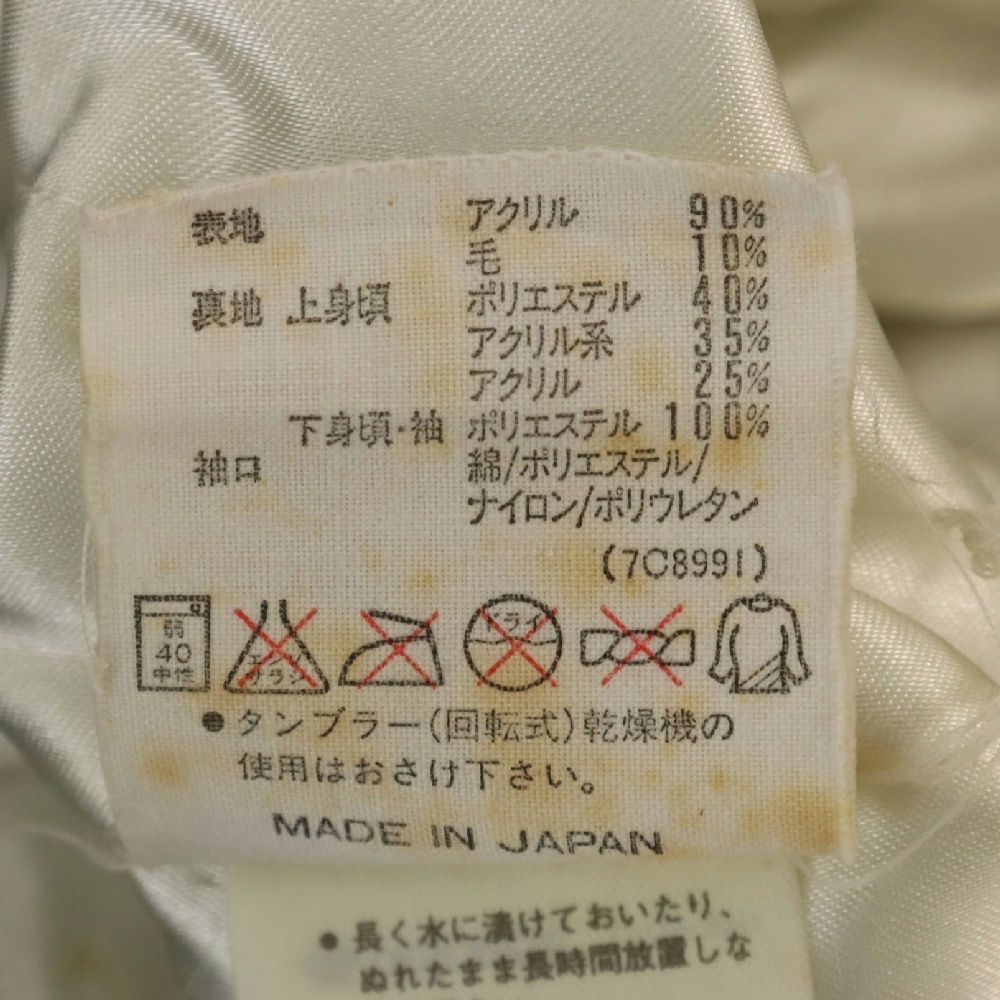 表地 アクリル 90%
毛 10%
裏地 上身頃 ポリエステル 40%
アクリル系 35%
アクリル 25%
下身頃・袖 ポリエステル 100%
袖口 綿/ポリエステル/
ナイロン/ポリウレタン
(7C8991)
弱
40
中性
エンソ
サラシ
ドライ
●タンブラー(回転式)乾燥機の
使用はおさけ下さい。
MADE IN JAPAN
●長く水に漬けておいたり、
ぬれたまま長時間放置しな